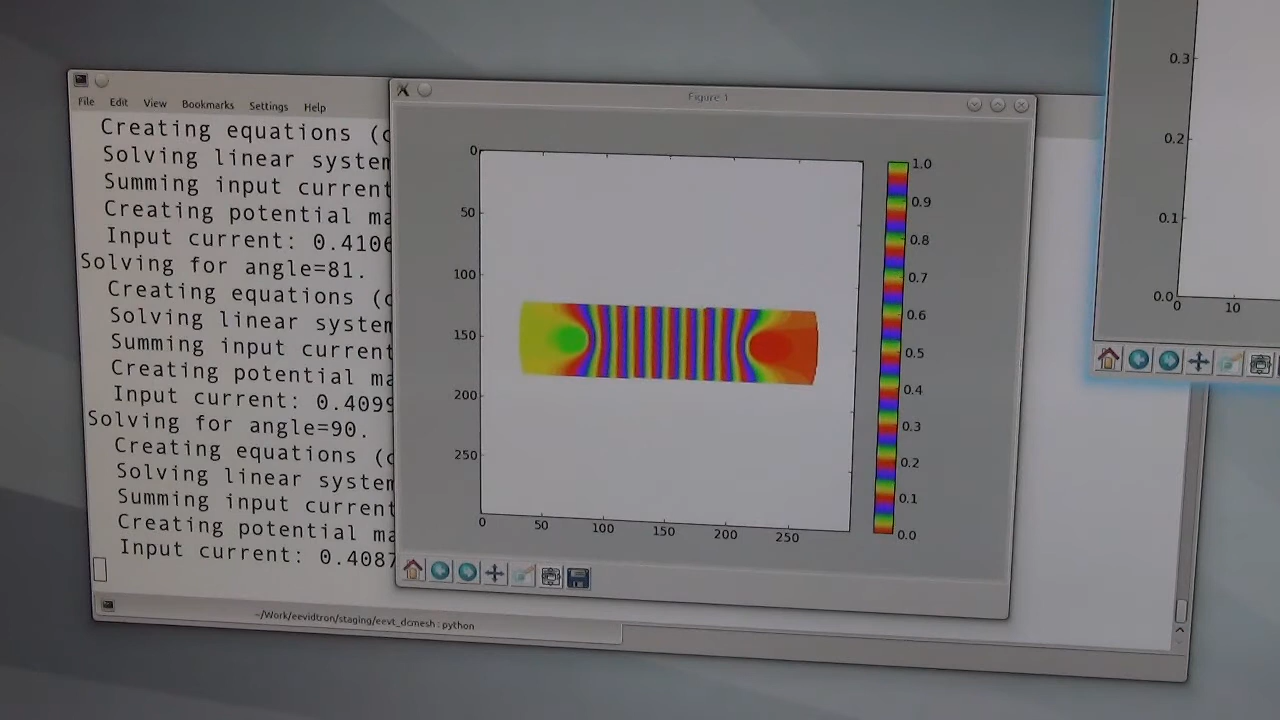 File Edit View Bookmarks Settings Help
Creating equations (
Solving linear system
Summing input current
Creating potential ma
Input current: 0.4106
Solving for angle=81.
Creating equations (
Solving linear system
Summing input current
Creating potential ma
Input current: 0.4099
Solving for angle=90.
Creating equations (
Solving linear system
Summing input current
Creating potential ma
Input current: 0.4087
~/Work/eevidtron/staging/eevt_dcmesh : python
Figure 1
0
50
100
150
200
250
0 50 100 150 200 250
1.0
0.9
0.8
0.7
0.6
0.5
0.4
0.3
0.2
0.1
0.0
0.3
0.2
0.1
0.0
0 10